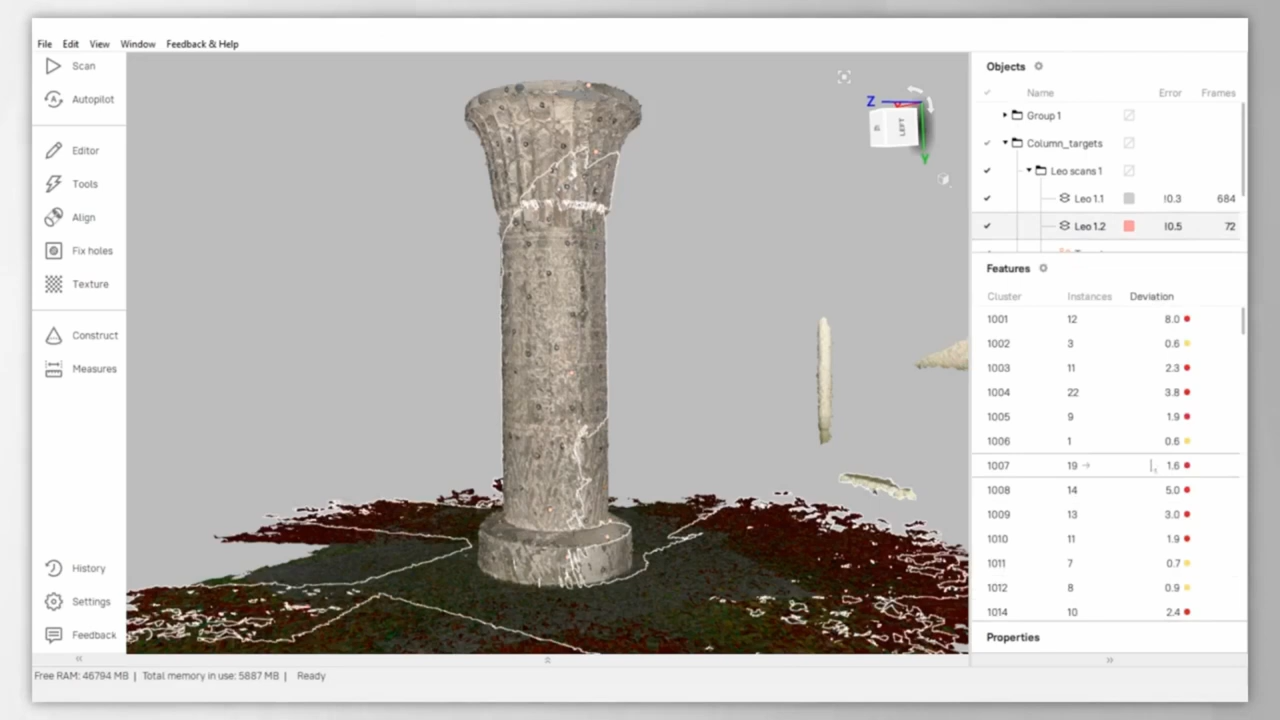 File Edit View Window Feedback & Help
Scan
Autopilot
Editor
Tools
Align
Fix holes
Texture
Construct
Measures
History
Settings
Feedback
Z
LEFT
Y
Objects
Name Error Frames
Group 1
Column_targets
Leo scans 1
Leo 1.1 !0.3 684
Leo 1.2 !0.5 72
Features
Cluster Instances Deviation
1001 12 8.0
1002 3 0.6
1003 11 2.3
1004 22 3.8
1005 9 1.9
1006 1 0.6
1007 19 → 1.6
1008 14 5.0
1009 13 3.0
1010 11 1.9
1011 7 0.7
1012 8 0.9
1014 10 2.4
Properties
Free RAM: 46794 MB | Total memory in use: 5887 MB | Ready